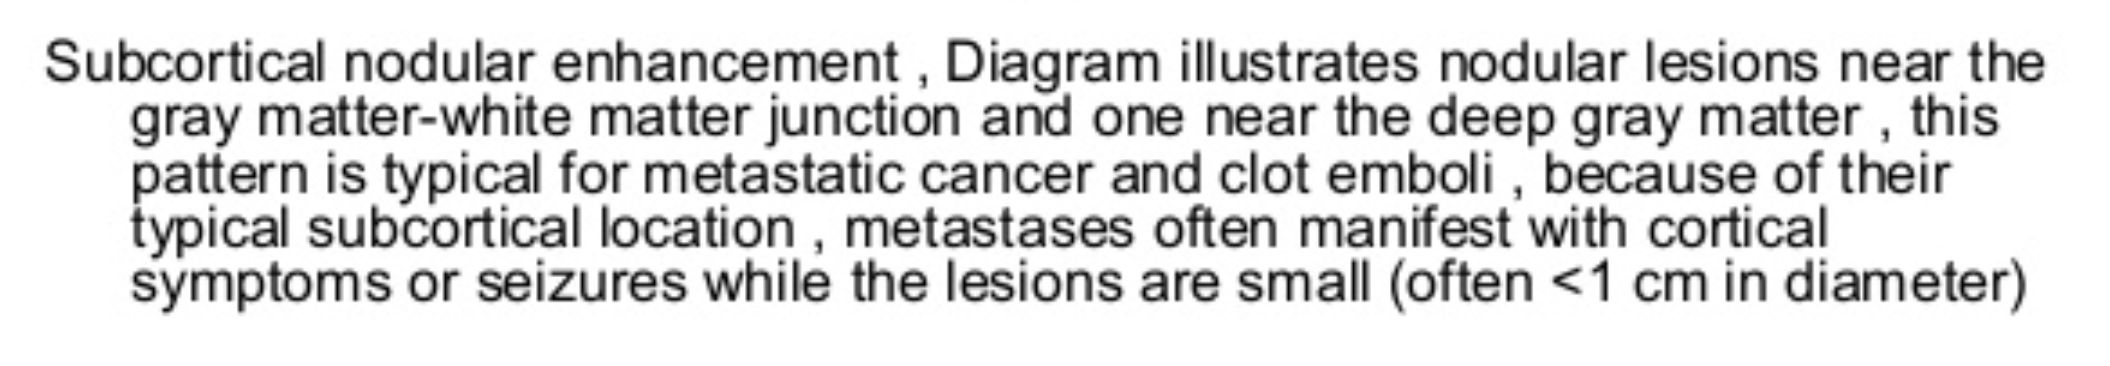 Subcortical nodular enhancement , Diagram illustrates nodular lesions near the
gray matter-white matter junction and one near the deep gray matter , this
pattern is typical for metastatic cancer and clot emboli , because of their
typical subcortical location , metastases often manifest with cortical
symptoms or seizures while the lesions are small (often <1 cm in diameter)